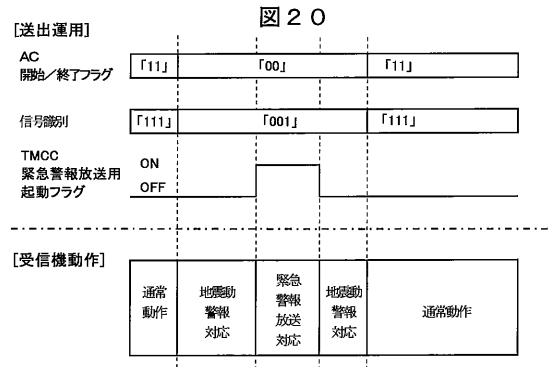 図20
[送出運用]
AC
開始/終了フラグ
「11」 「00」 「11」
信号識別
「111」 「001」 「111」
TMCC
緊急警報放送用
起動フラグ
ON
OFF
[受信機動作]
通常
動作
地震動
警報
対応
緊急
警報
放送
対応
地震動
警報
対応
通常動作